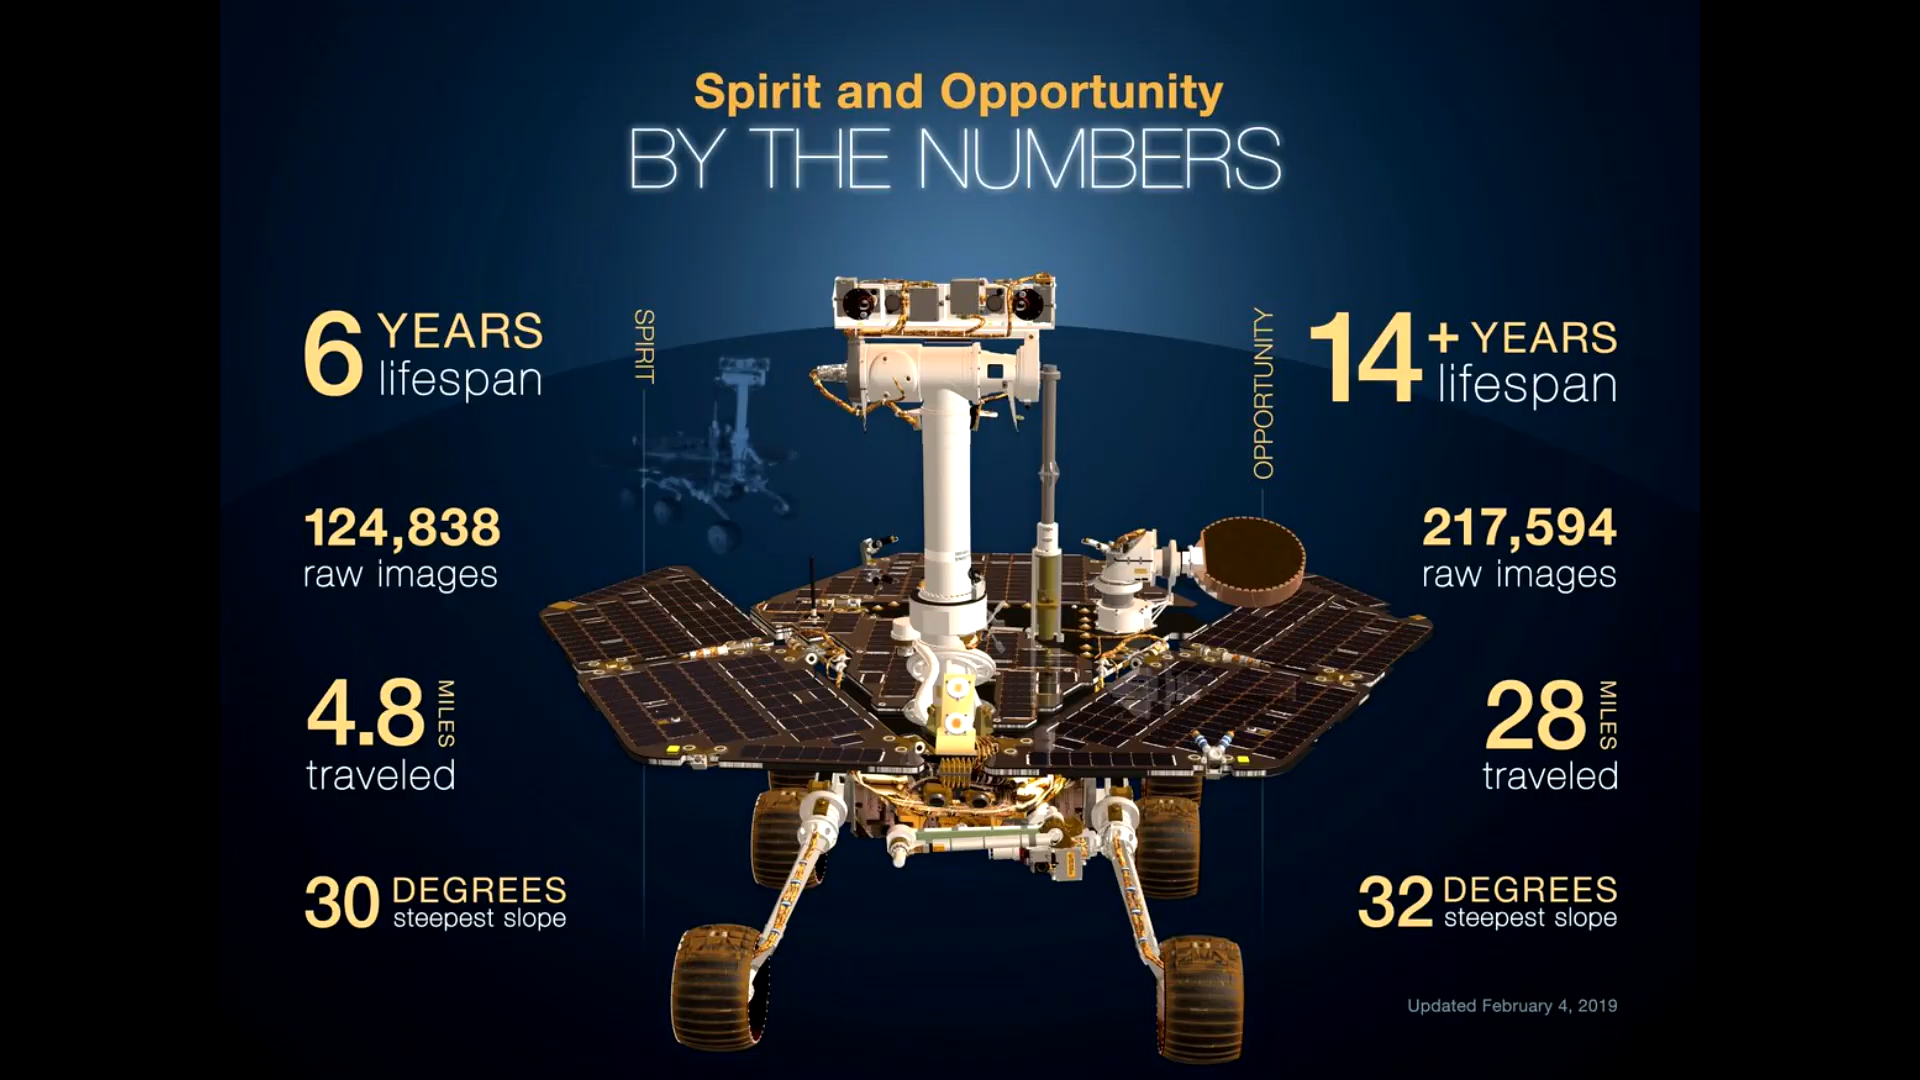 Spirit and Opportunity
BY THE NUMBERS
SPIRIT
6 YEARS
lifespan
124,838
raw images
4.8 MILES
traveled
30 DEGREES
steepest slope
OPPORTUNITY
14+ YEARS
lifespan
217,594
raw images
28 MILES
traveled
32 DEGREES
steepest slope
Updated February 4, 2019